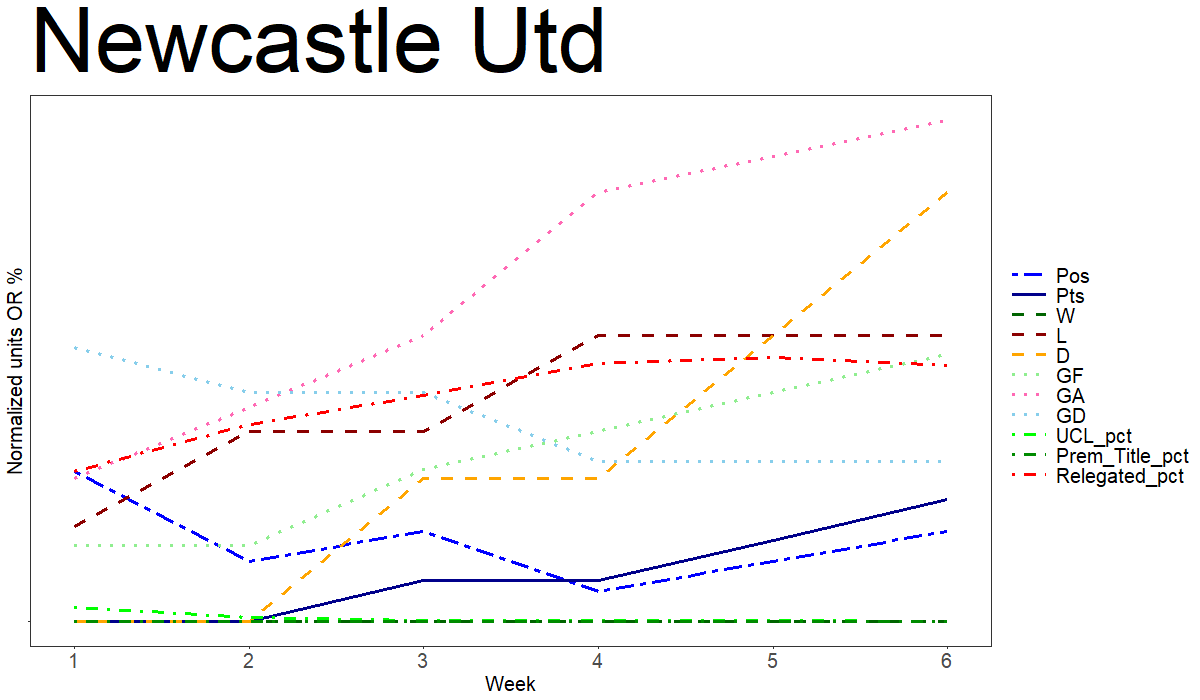 Newcastle Utd
Normalized units OR %
Pos
Pts
W
L
D
GF
GA
GD
UCL_pct
Prem_Title_pct
Relegated_pct
1 2 3 4 5 6
Week